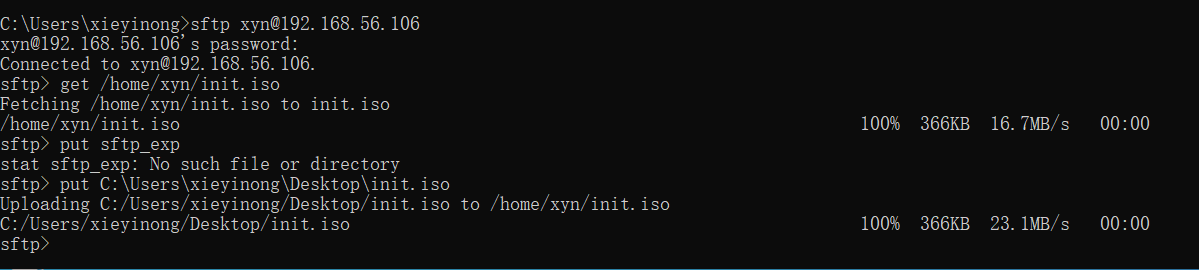 C:\Users\xieyinong>sftp xyn@192.168.56.106
xyn@192.168.56.106's password:
Connected to xyn@192.168.56.106.
sftp> get /home/xyn/init.iso
Fetching /home/xyn/init.iso to init.iso
/home/xyn/init.iso 100% 366KB 16.7MB/s 00:00
sftp> put sftp_exp
stat sftp_exp: No such file or directory
sftp> put C:\Users\xieyinong\Desktop\init.iso
Uploading C:/Users/xieyinong/Desktop/init.iso to /home/xyn/init.iso
C:/Users/xieyinong/Desktop/init.iso 100% 366KB 23.1MB/s 00:00
sftp>